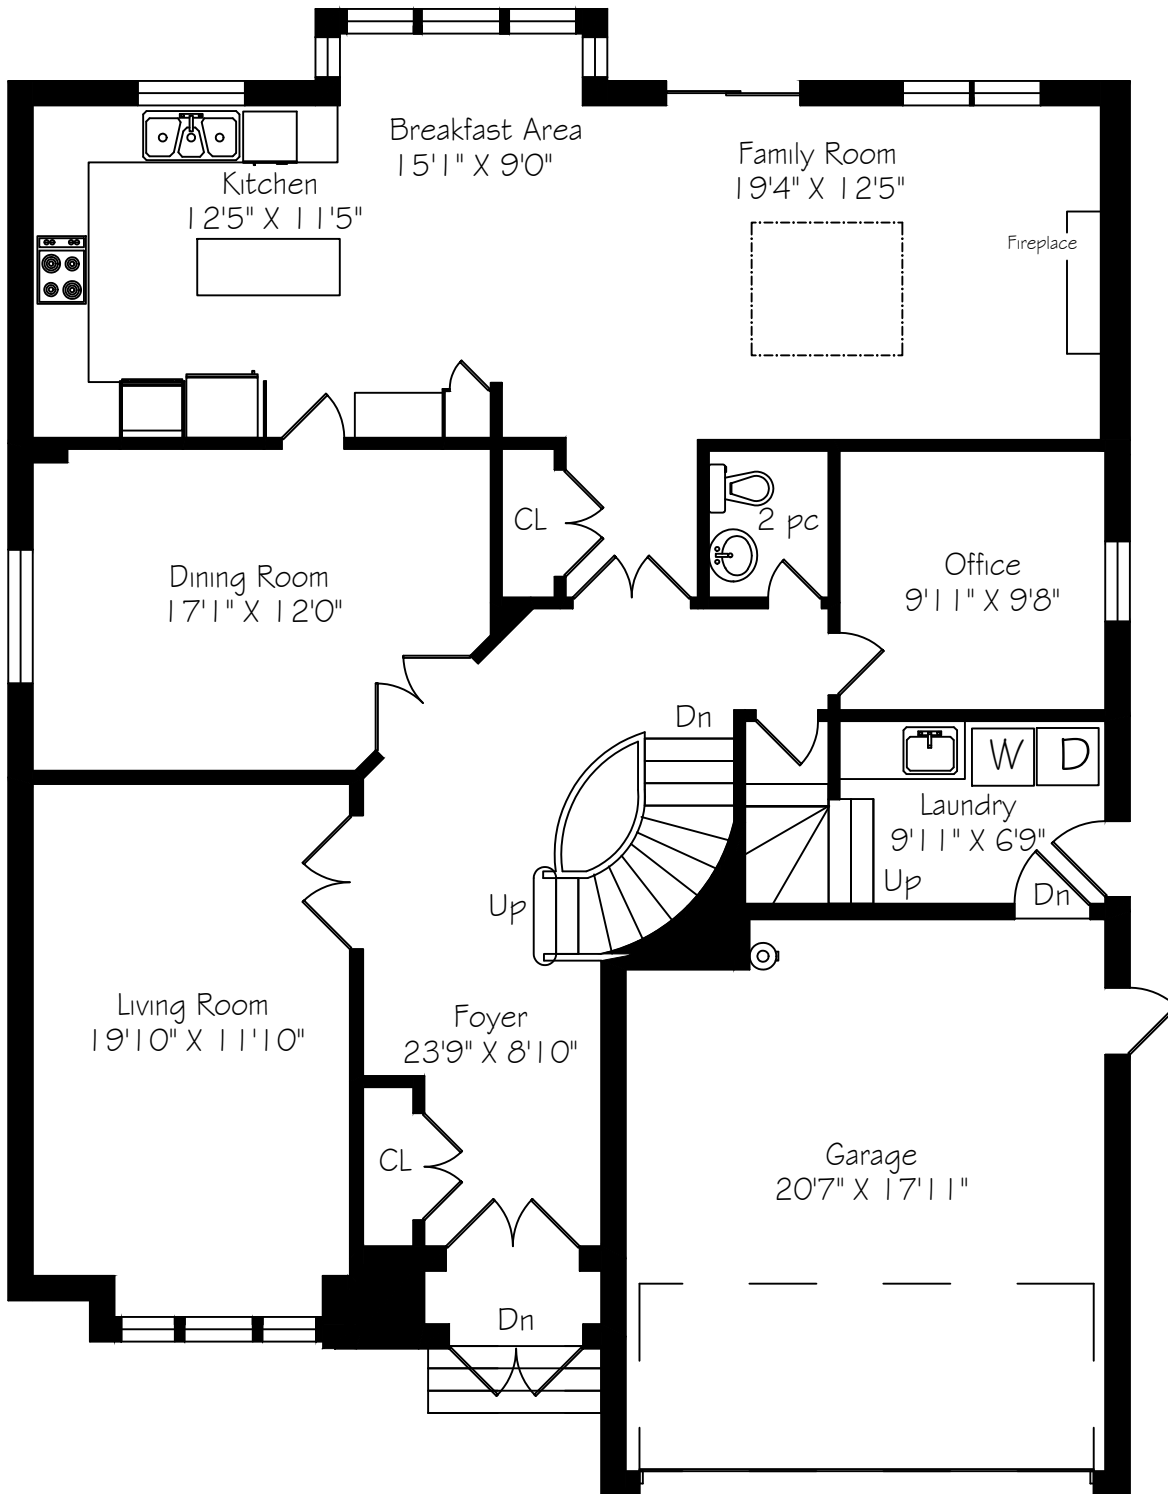 Breakfast Area
15'1" X 9'0"
Family Room
19'4" X 12'5"
Kitchen
12'5" X 11'5"
Fireplace
CL
2 pc
Office
9'11" X 9'8"
Dining Room
17'1" X 12'0"
Dn
W
D
Laundry
9'11" X 6'9"
Up
Dn
Up
Living Room
19'10" X 11'10"
Foyer
23'9" X 8'10"
CL
Garage
20'7" X 17'11"
Dn